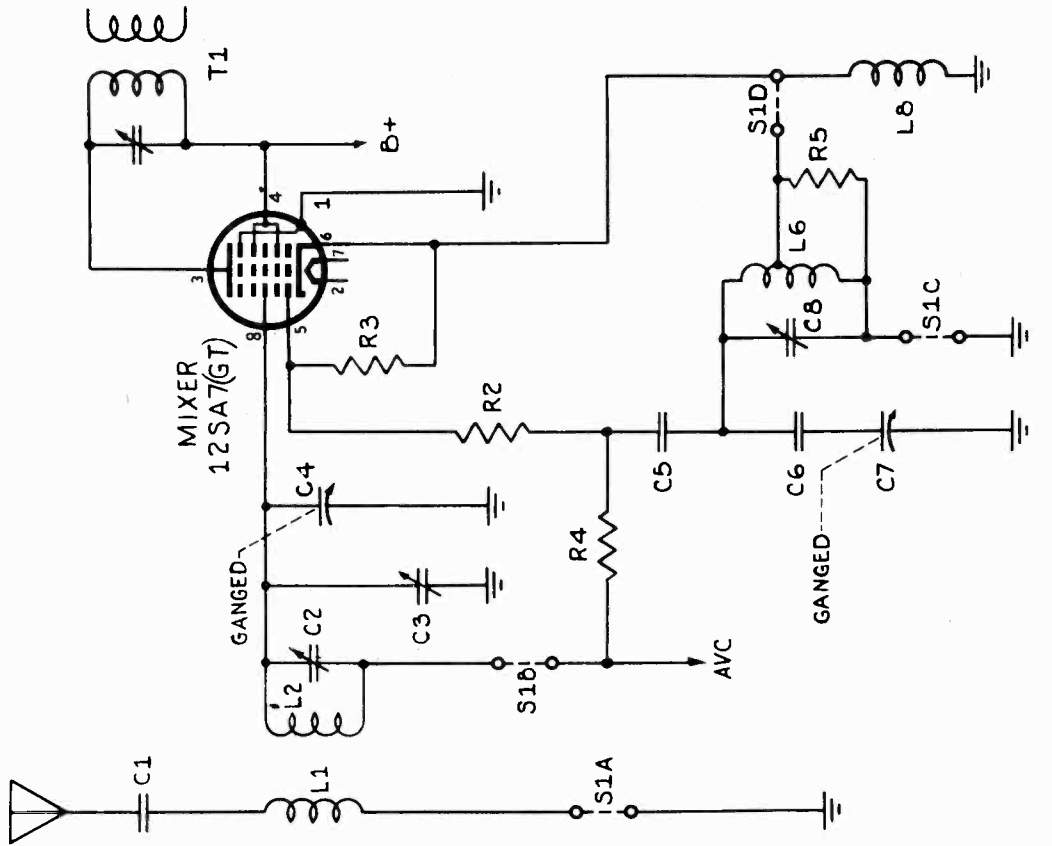 T1
B+
MIXER
12SA7(GT)
3
4
1
6
7
2
5
8
R3
R2
C4
GANGED
C3
C2
L2
S1B
AVC
R4
C5
C6
C7
GANGED
C8
L6
R5
S1D
L8
S1C
C1
L1
S1A